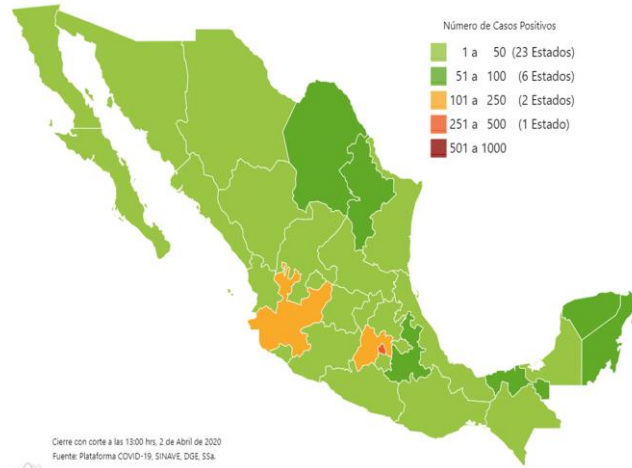 Número de Casos Positivos
1 a 50 (23 Estados)
51 a 100 (6 Estados)
101 a 250 (2 Estados)
251 a 500 (1 Estado)
501 a 1000
Cierre con corte a las 13:00 hrs, 2 de Abril de 2020
Fuente: Plataforma COVID-19, SINAVE, DGE, SSa.